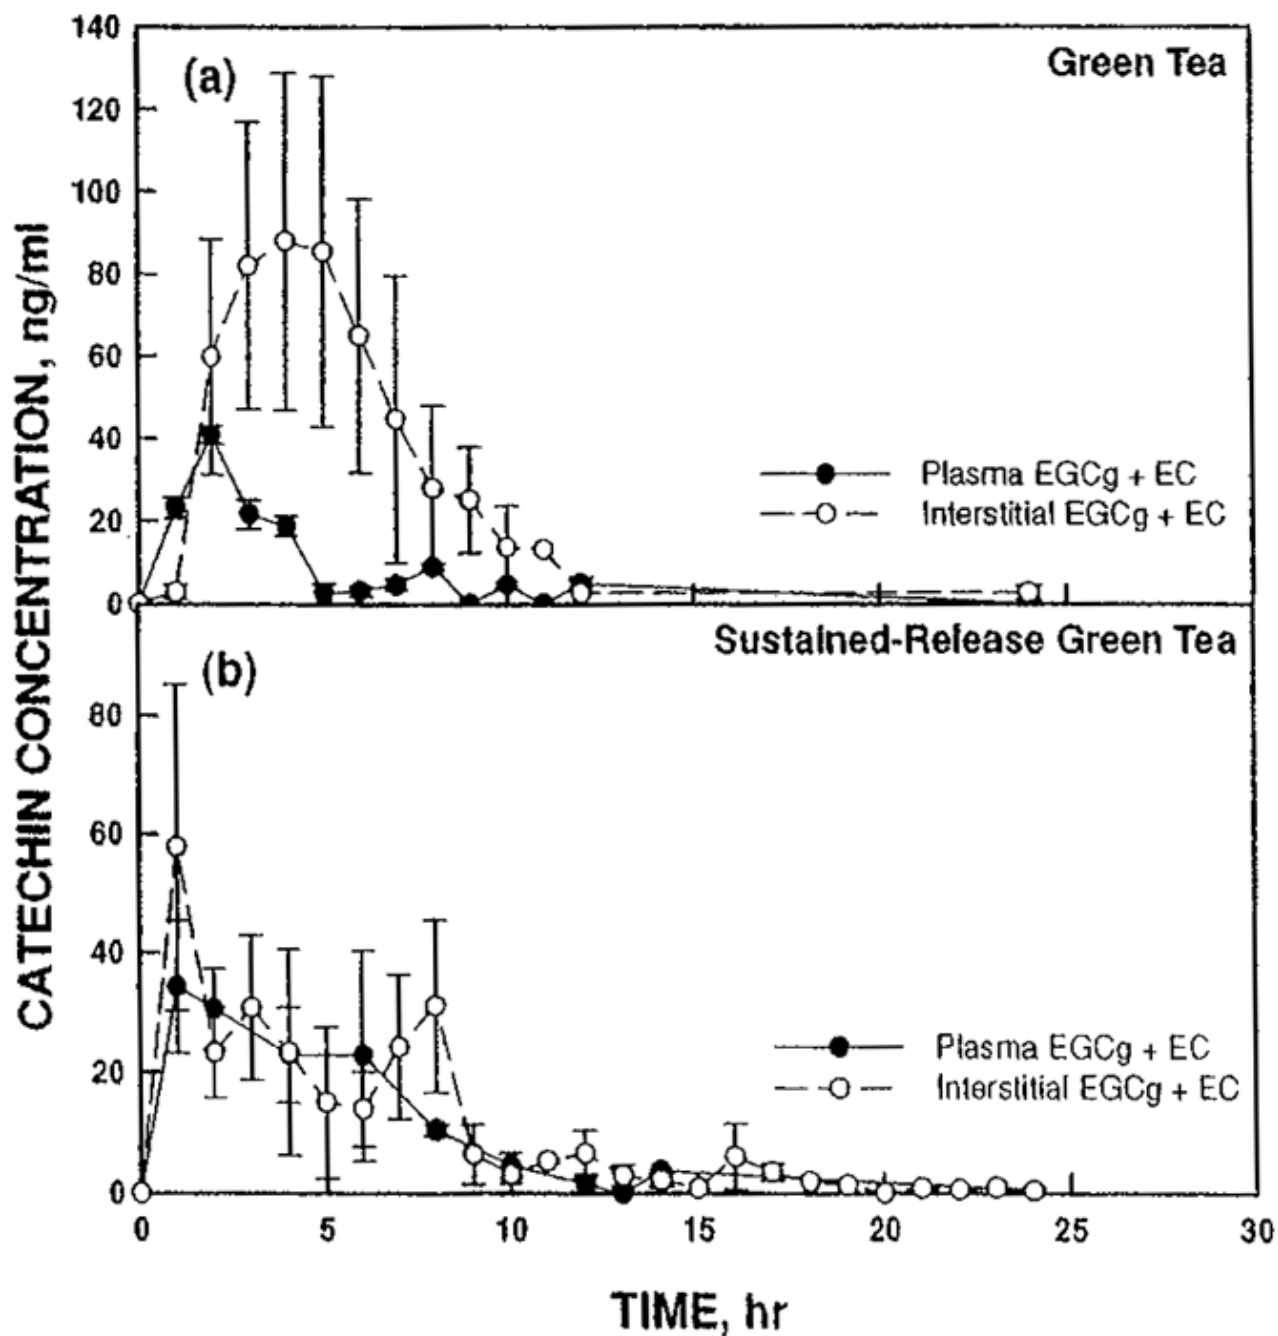 140
(a)
Green Tea
120
100
80
60
40
20
0
Plasma EGCg + EC
Interstitial EGCg + EC
CATECHIN CONCENTRATION, ng/ml
(b)
Sustained-Release Green Tea
80
60
40
20
0
Plasma EGCg + EC
Interstitial EGCg + EC
0 5 10 15 20 25 30
TIME, hr